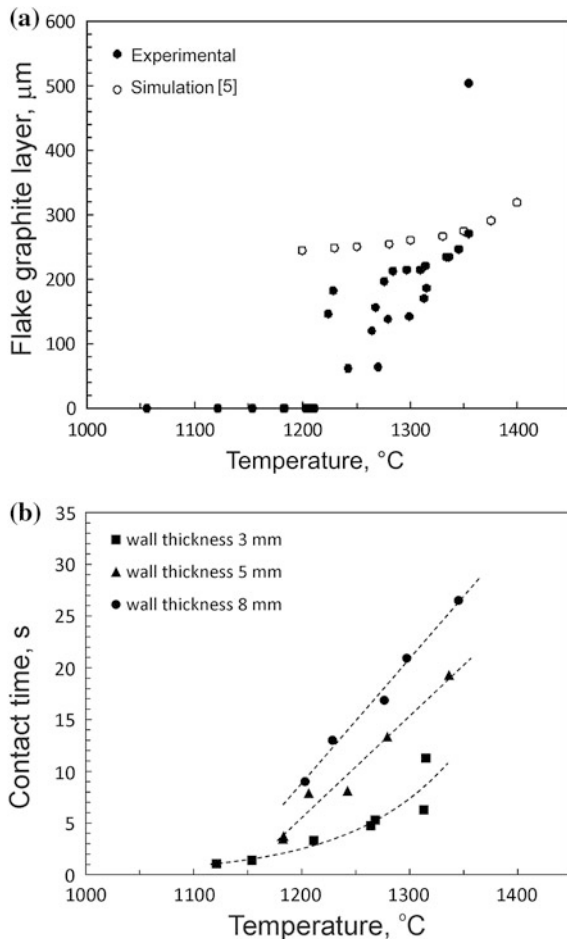 (a)
600
500
400
300
200
100
0
Flake graphite layer, μm
Experimental
Simulation [5]
1000 1100 1200 1300 1400
Temperature, °C
(b)
35
30
25
20
15
10
5
0
Contact time, s
wall thickness 3 mm
wall thickness 5 mm
wall thickness 8 mm
1000 1100 1200 1300 1400
Temperature, °C